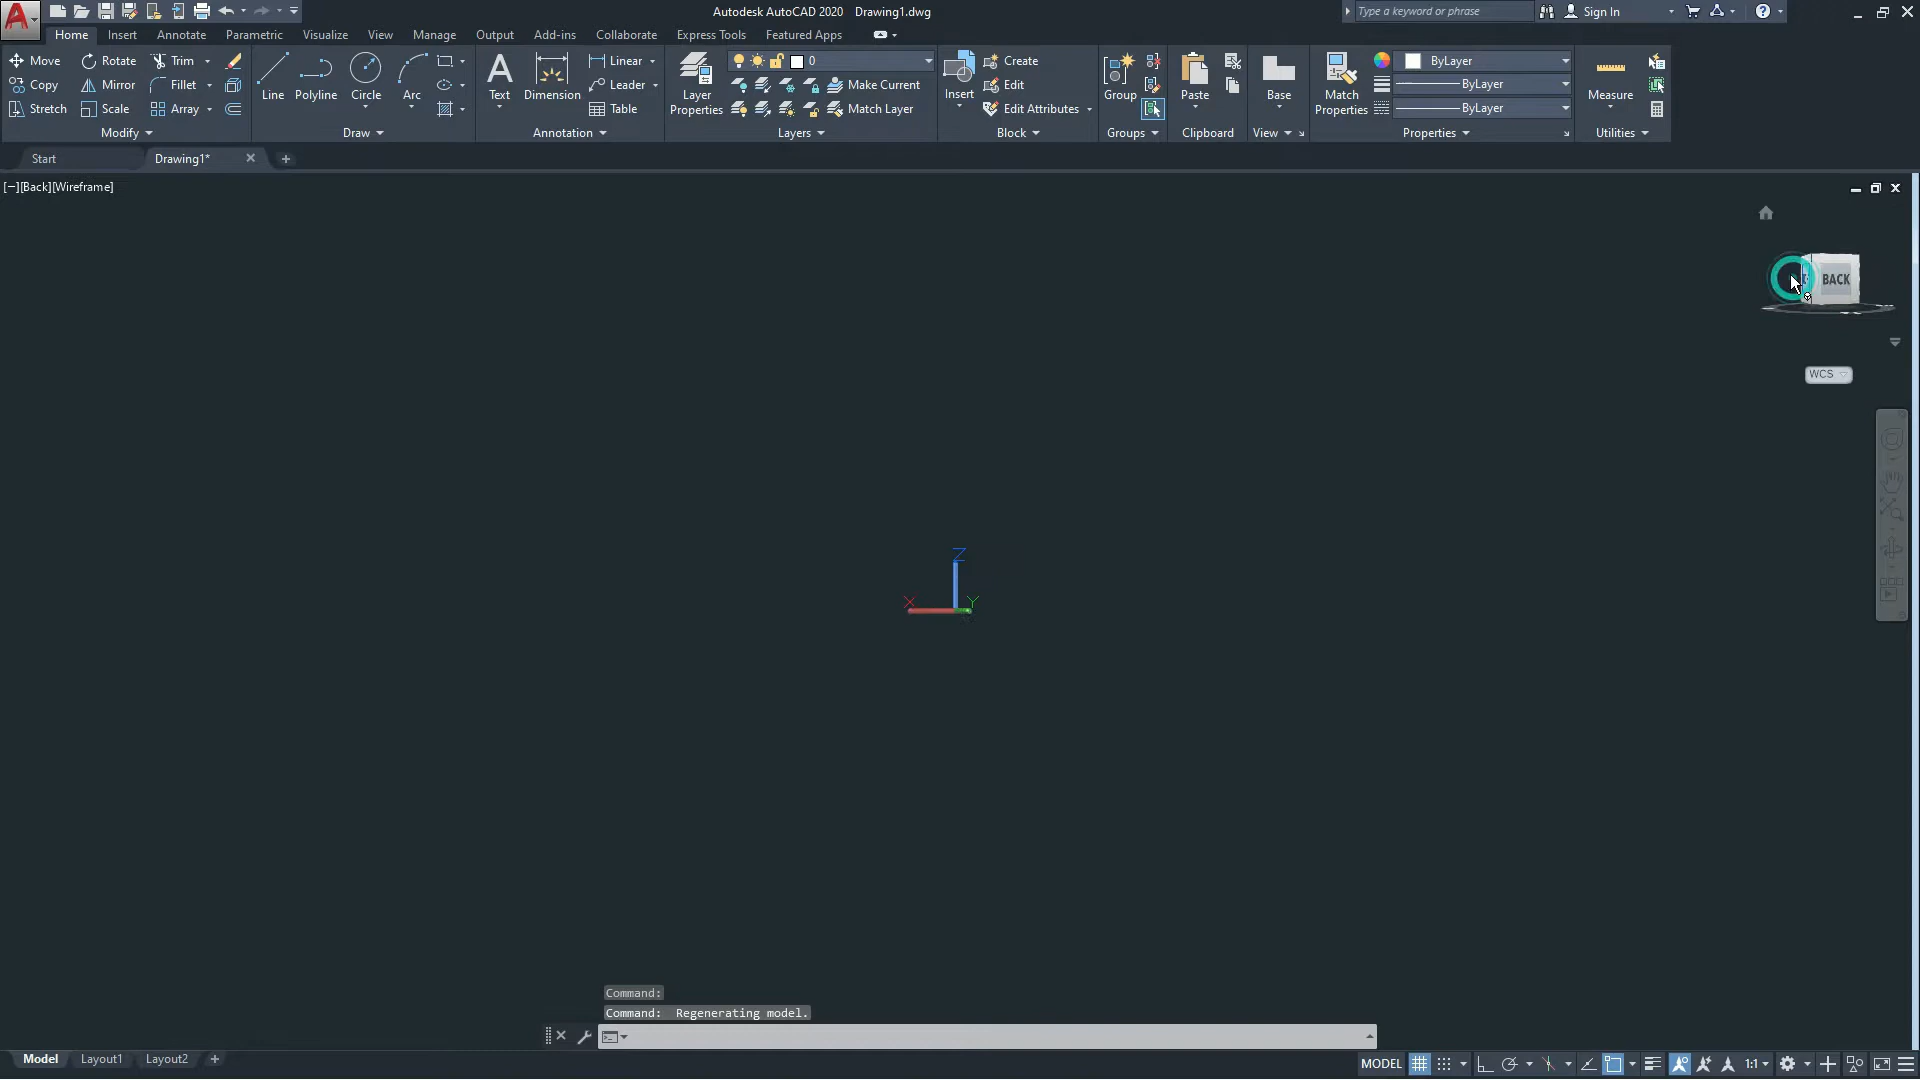 Autodesk AutoCAD 2020 Drawing1.dwg
Type a keyword or phrase
Sign In
Home Insert Annotate Parametric Visualize View Manage Output Add-ins Collaborate Express Tools Featured Apps
Move Rotate Trim
Copy Mirror Fillet
Stretch Scale Array
Modify
Line Polyline Circle Arc
Draw
Text Dimension
Linear
Leader
Table
Annotation
Layer Properties
0
Make Current
Match Layer
Layers
Insert
Create
Edit
Edit Attributes
Block
Group
Groups
Paste
Clipboard
Base
View
Match Properties
ByLayer
ByLayer
ByLayer
Properties
Measure
Utilities
Start Drawing1*
[−][Back][Wireframe]
BACK
WCS
Z
X Y
Command:
Command: Regenerating model.
Model Layout1 Layout2
MODEL 1:1